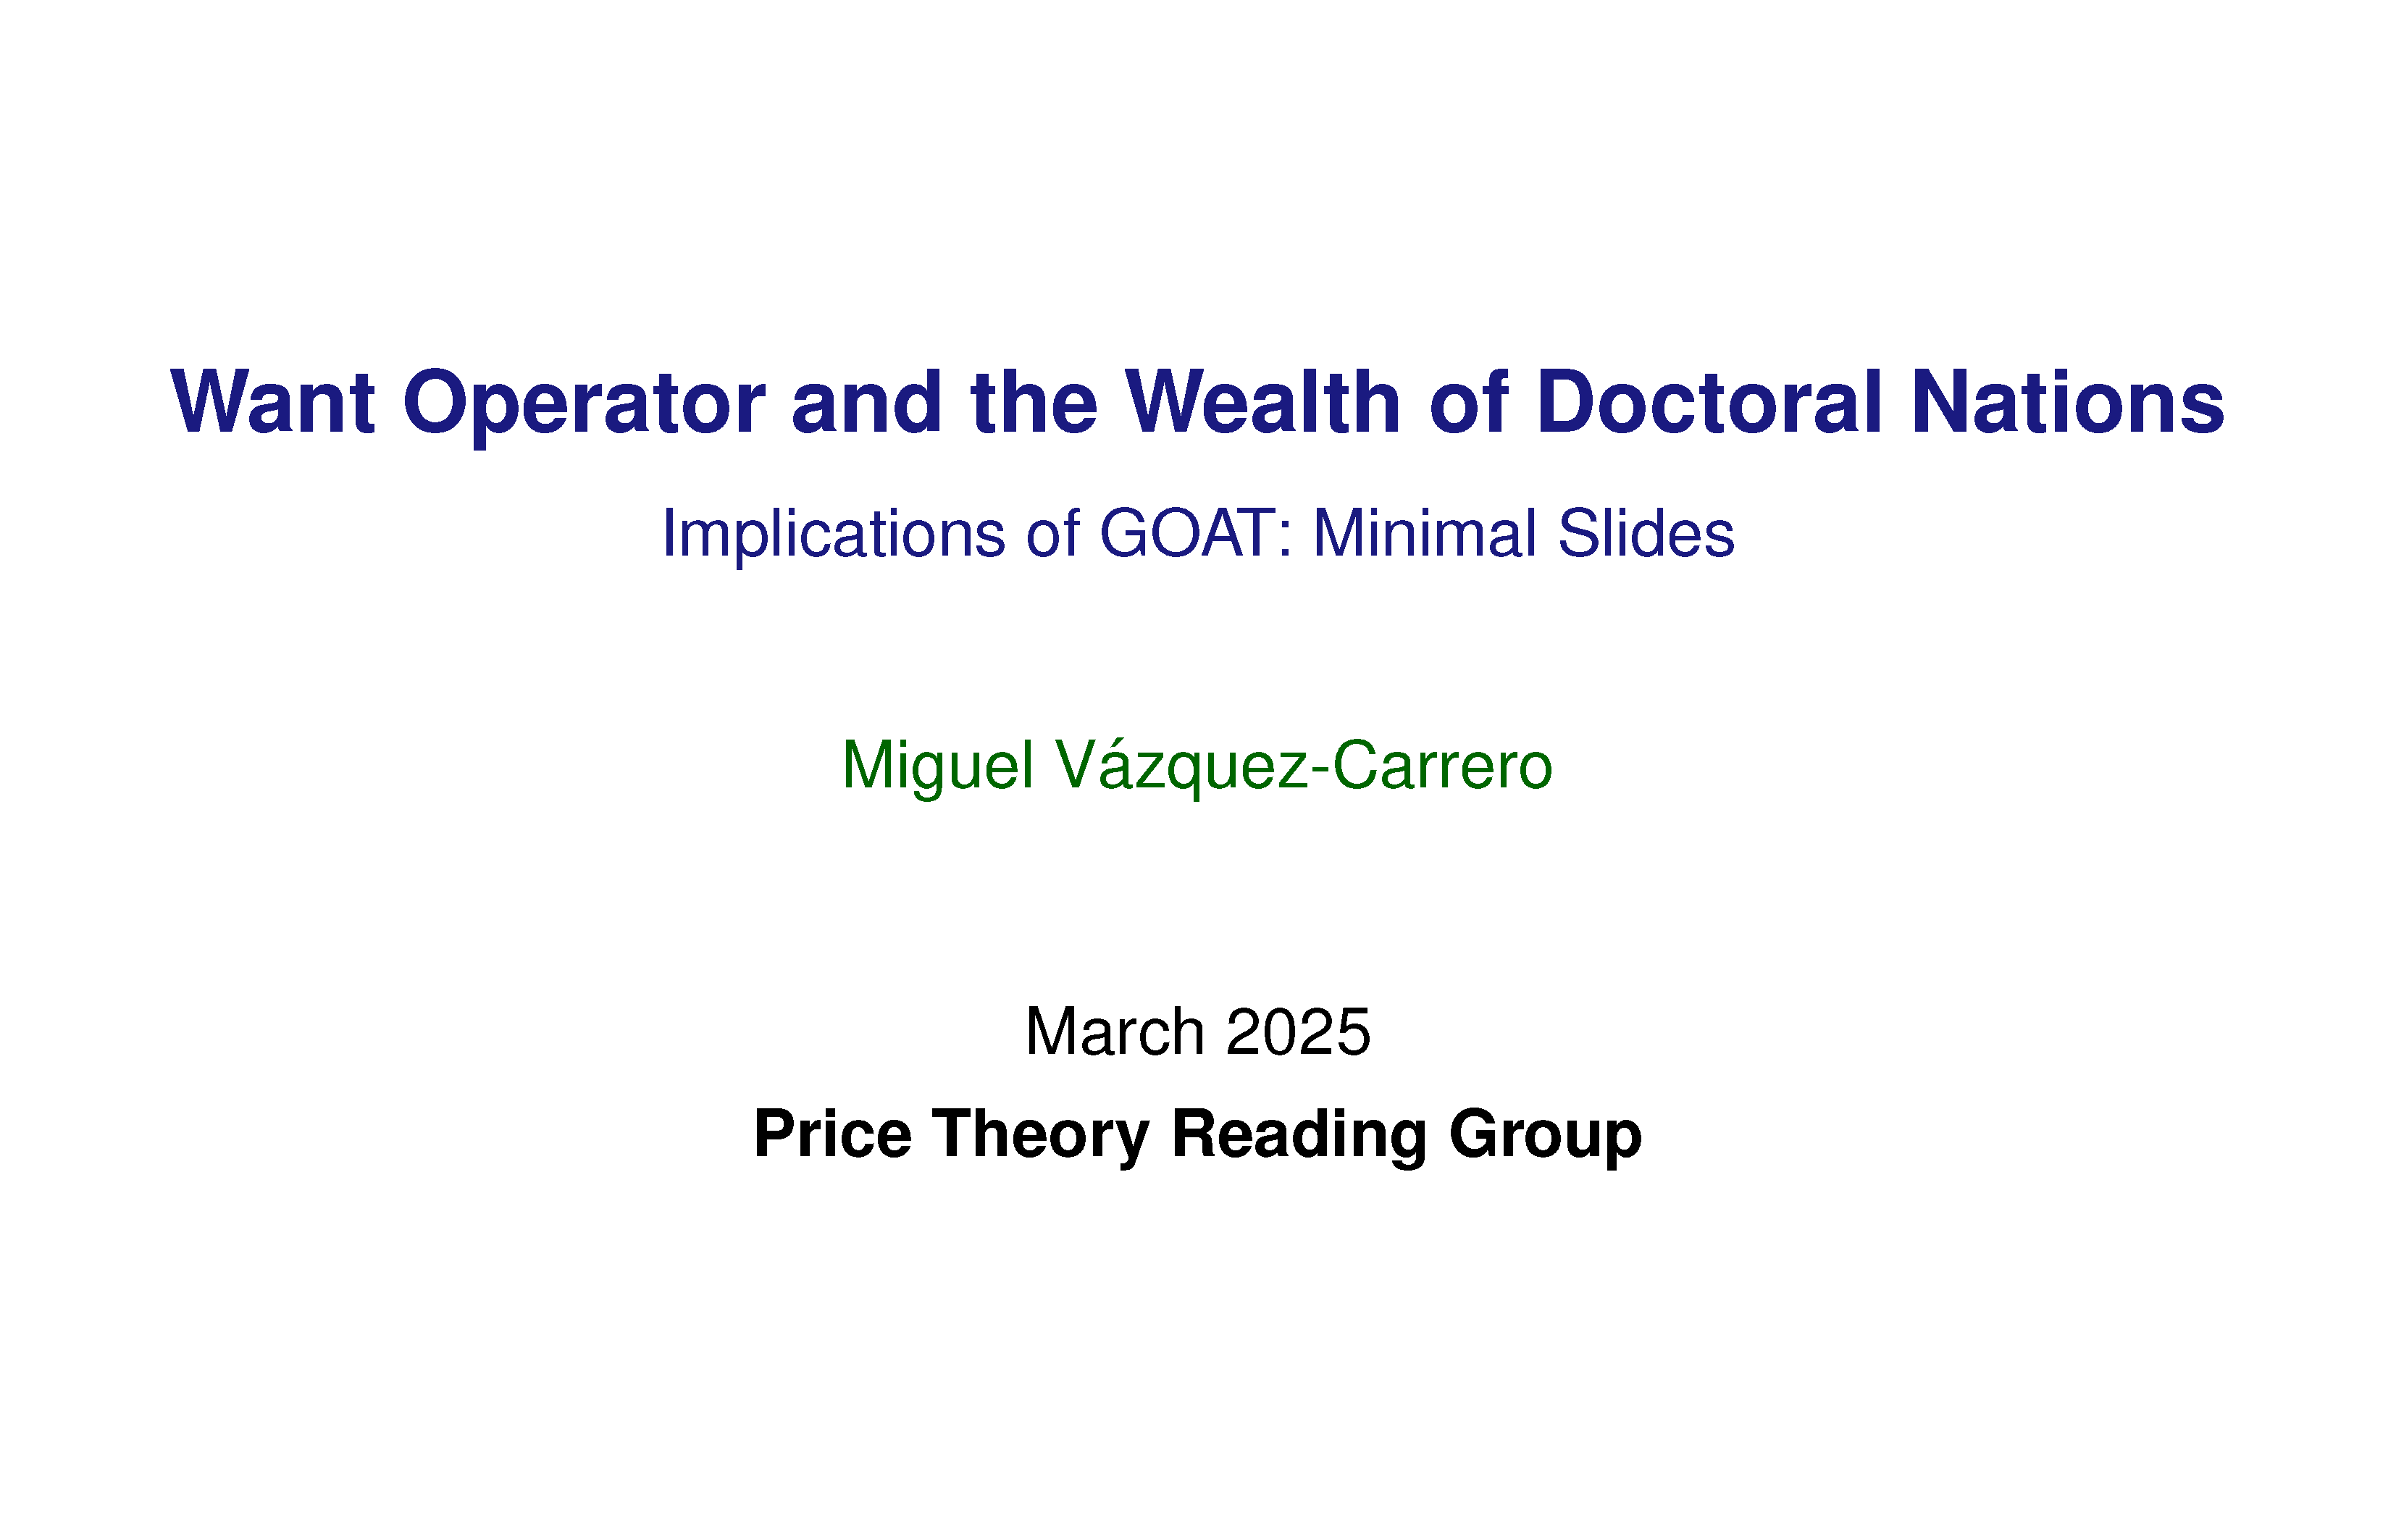 Want Operator and the Wealth of Doctoral Nations
Implications of GOAT: Minimal Slides
Miguel Vázquez-Carrero
March 2025
Price Theory Reading Group